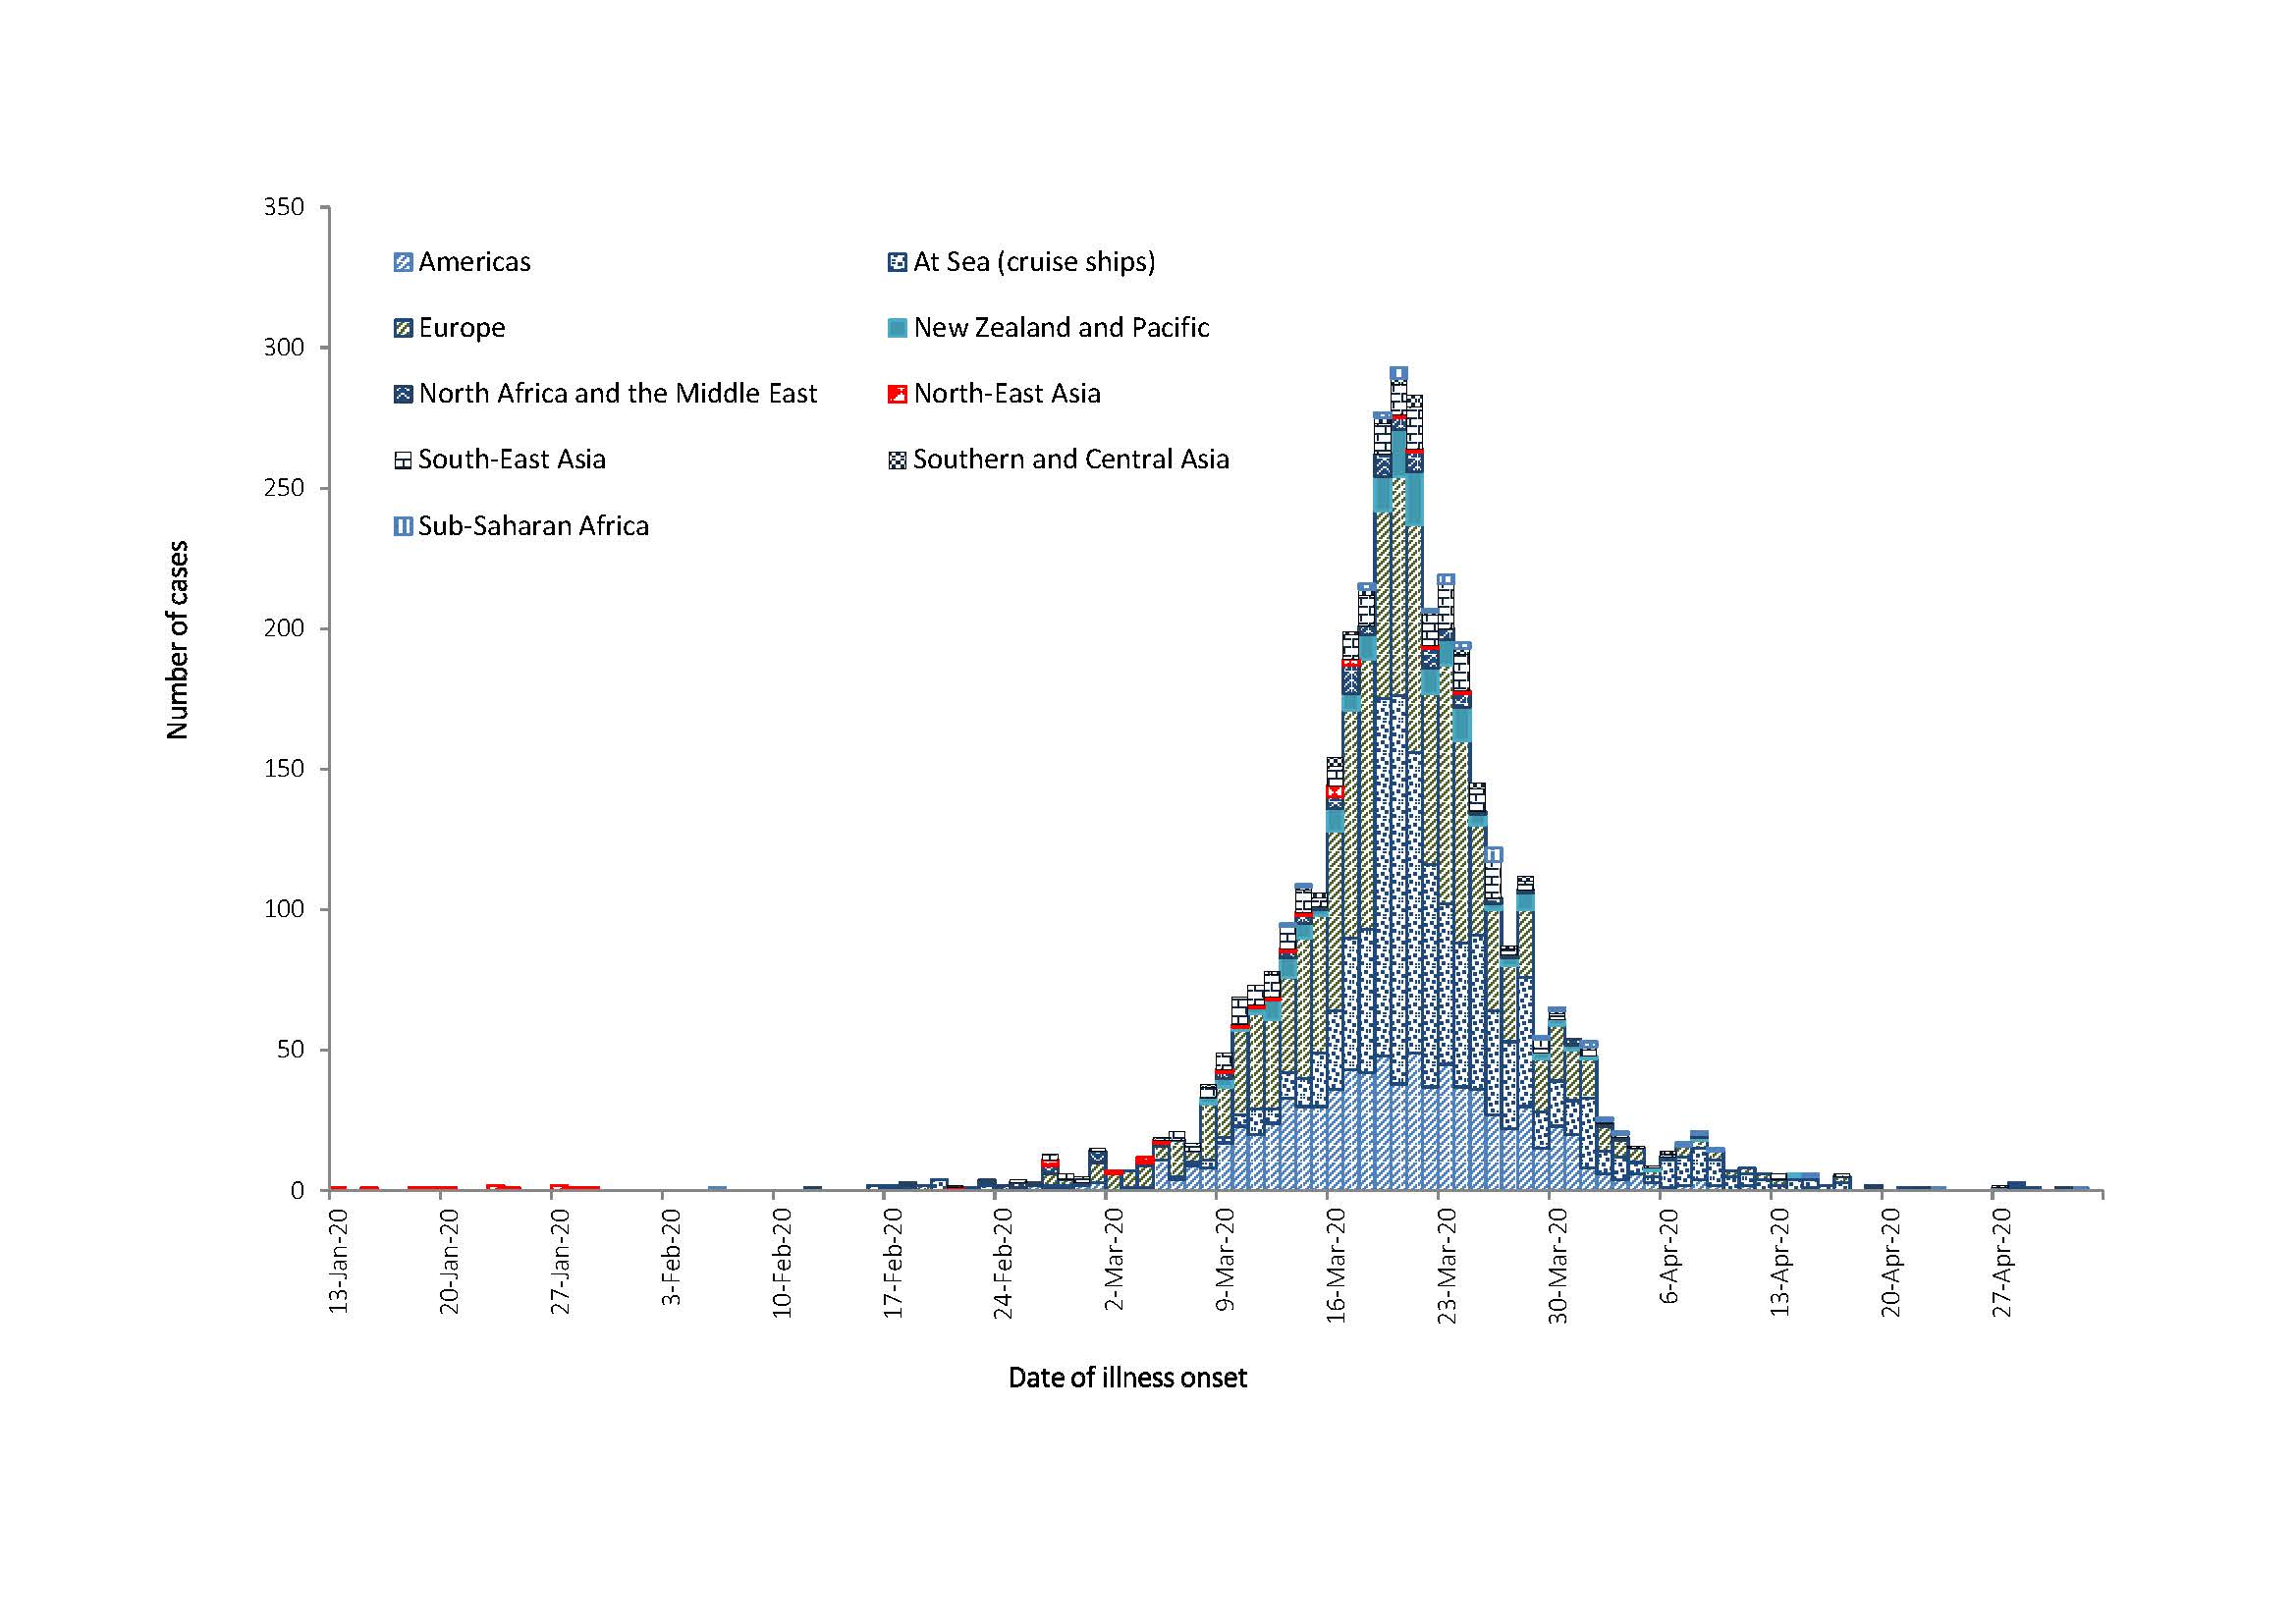 350
300
250
200
150
100
50
0
Number of cases
Americas
At Sea (cruise ships)
Europe
New Zealand and Pacific
North Africa and the Middle East
North-East Asia
South-East Asia
Southern and Central Asia
Sub-Saharan Africa
13-Jan-20
20-Jan-20
27-Jan-20
3-Feb-20
10-Feb-20
17-Feb-20
24-Feb-20
2-Mar-20
9-Mar-20
16-Mar-20
23-Mar-20
30-Mar-20
6-Apr-20
13-Apr-20
20-Apr-20
27-Apr-20
Date of illness onset